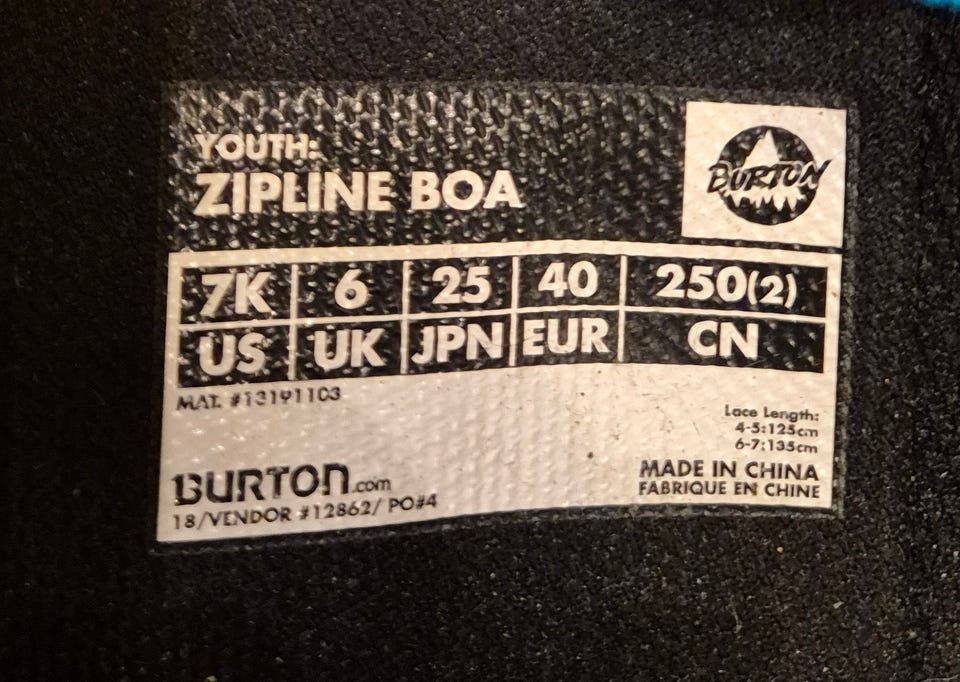 YOUTH:
ZIPLINE BOA
BURTON
7K 6 25 40 250(2)
US UK JPN EUR CN
MAT. #13191103
Lace Length:
4-5:125cm
6-7:135cm
BURTON.com
18/VENDOR #12862/ PO#4
MADE IN CHINA
FABRIQUE EN CHINE